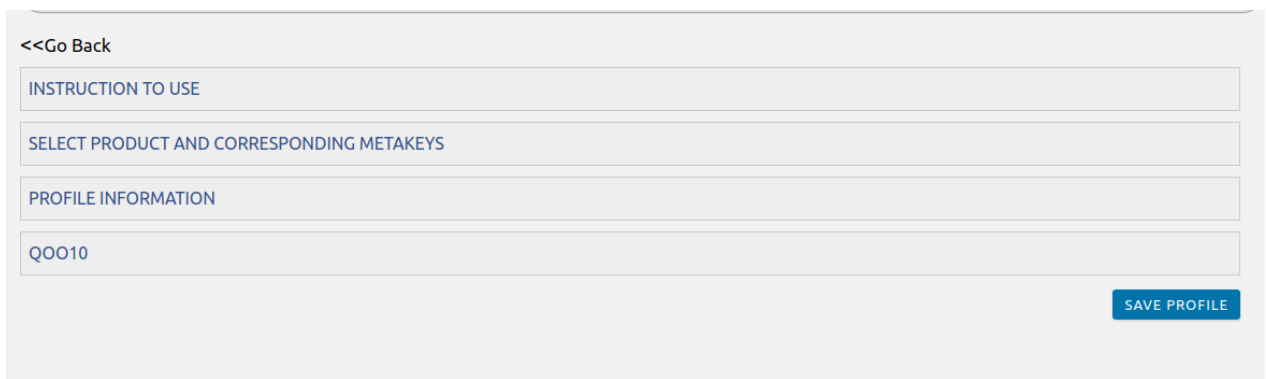 <<Go Back
INSTRUCTION TO USE
SELECT PRODUCT AND CORRESPONDING METAKEYS
PROFILE INFORMATION
QOO10
SAVE PROFILE